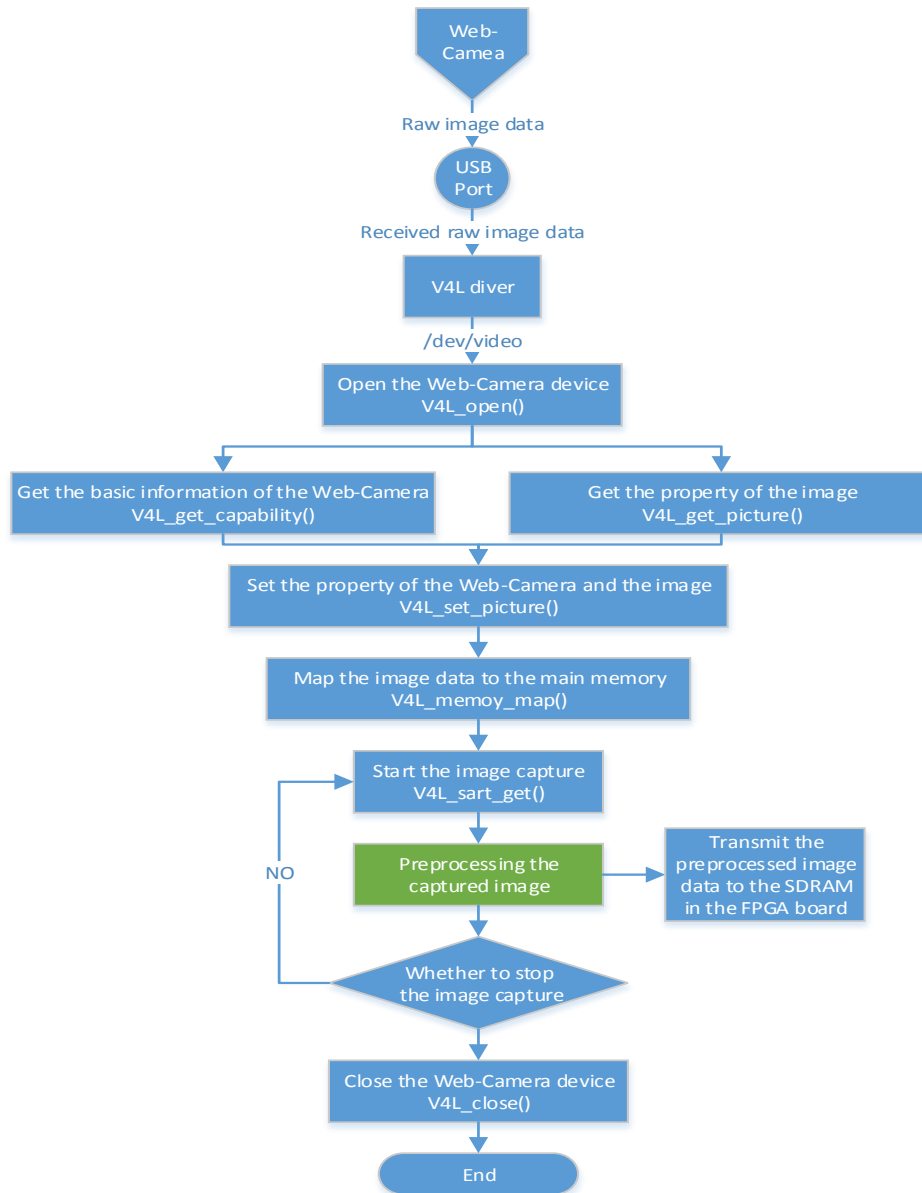 Web-
Camea
Raw image data
USB
Port
Received raw image data
V4L diver
/dev/video
Open the Web-Camera device
V4L_open()
Get the basic information of the Web-Camera
V4L_get_capability()
Get the property of the image
V4L_get_picture()
Set the property of the Web-Camera and the image
V4L_set_picture()
Map the image data to the main memory
V4L_memoy_map()
Start the image capture
V4L_sart_get()
Preprocessing the
captured image
Transmit the
preprocessed image
data to the SDRAM
in the FPGA board
NO
Whether to stop
the image capture
Close the Web-Camera device
V4L_close()
End